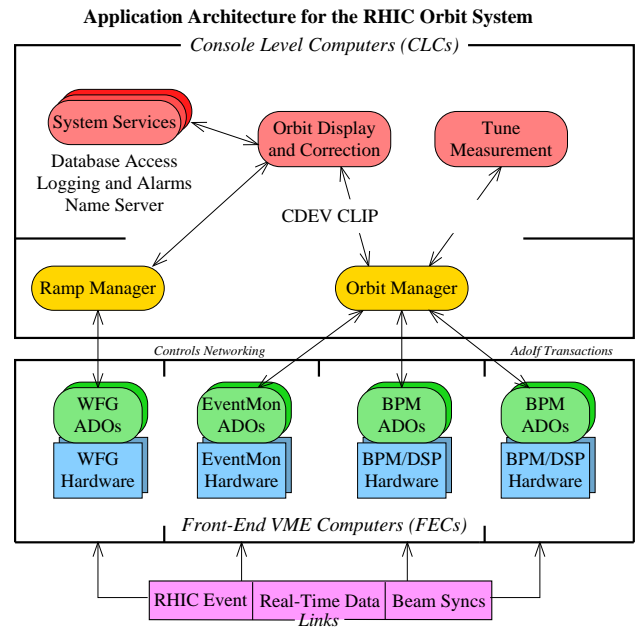 Application Architecture for the RHIC Orbit System
Console Level Computers (CLCs)
System Services
Database Access
Logging and Alarms
Name Server
Orbit Display
and Correction
Tune
Measurement
CDEV CLIP
Ramp Manager
Orbit Manager
Controls Networking
AdoIf Transactions
WFG
ADOs
WFG
Hardware
EventMon
ADOs
EventMon
Hardware
BPM
ADOs
BPM/DSP
Hardware
BPM
ADOs
BPM/DSP
Hardware
Front-End VME Computers (FECs)
RHIC Event
Real-Time Data
Beam Syncs
Links